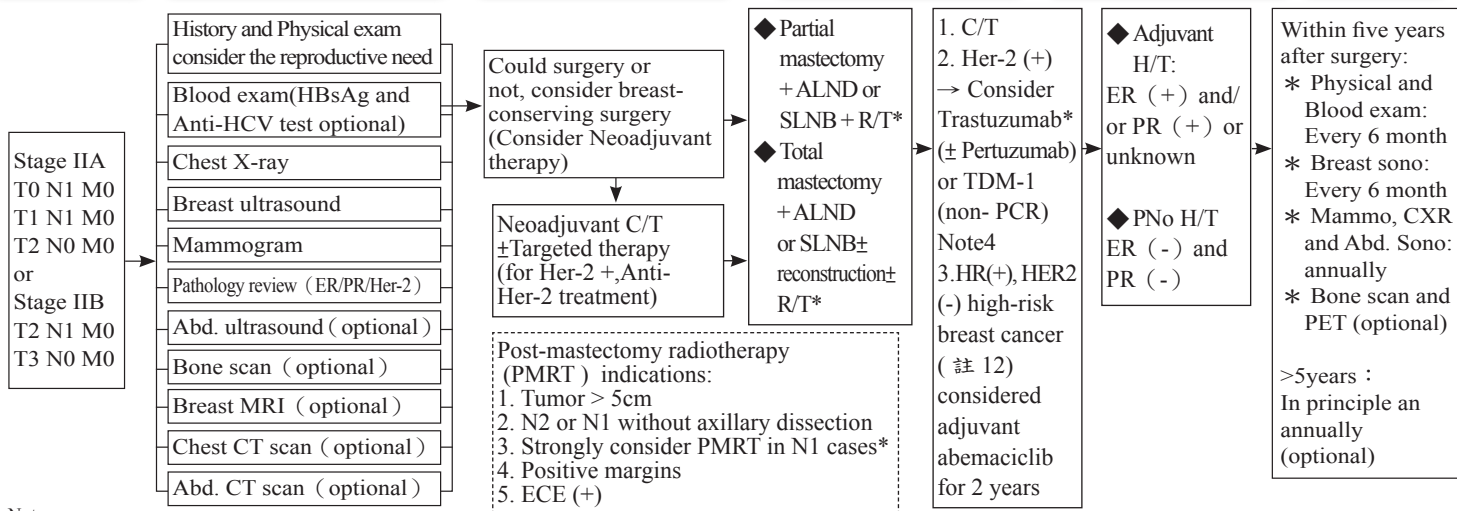 Stage IIA
T0 N1 M0
T1 N1 M0
T2 N0 M0
or
Stage IIB
T2 N1 M0
T3 N0 M0
History and Physical exam
consider the reproductive need
Blood exam(HBsAg and
Anti-HCV test optional)
Chest X-ray
Breast ultrasound
Mammogram
Pathology review (ER/PR/Her-2)
Abd. ultrasound（optional）
Bone scan（optional）
Breast MRI（optional）
Chest CT scan（optional）
Abd. CT scan（optional）
Could surgery or
not, consider breast-
conserving surgery
(Consider Neoadjuvant
therapy)
Neoadjuvant C/T
±Targeted therapy
(for Her-2 +,Anti-
Her-2 treatment)
Post-mastectomy radiotherapy
(PMRT） indications:
1. Tumor > 5cm
2. N2 or N1 without axillary dissection
3. Strongly consider PMRT in N1 cases*
4. Positive margins
5. ECE (+)
◆ Partial
mastectomy
+ALND or
SLNB + R/T*
◆ Total
mastectomy
+ALND
or SLNB±
reconstruction±
R/T*
1. C/T
2. Her-2 (+)
→ Consider
Trastuzumab*
(± Pertuzumab)
or TDM-1
(non- PCR)
Note4
3.HR(+), HER2
(-) high-risk
breast cancer
( 註 12)
considered
adjuvant
abemaciclib
for 2 years
◆ Adjuvant
H/T:
ER（+）and/
or PR（+）or
unknown
◆PNo H/T
ER（-）and
PR（-）
Within five years
after surgery:
＊ Physical and
Blood exam:
Every 6 month
＊ Breast sono:
Every 6 month
＊ Mammo, CXR
and Abd. Sono:
annually
＊ Bone scan and
PET (optional)
>5years：
In principle an
annually
(optional)